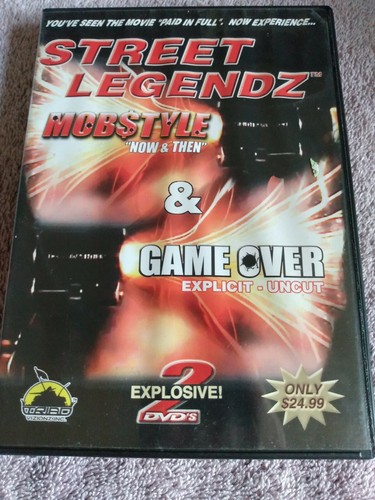 YOU'VE SEEN THE MOVIE "PAID IN FULL". NOW EXPERIENCE...
STREET
LEGENDZ™
MOB$TYLE
"NOW & THEN"
&
GAME OVER
EXPLICIT - UNCUT
2
EXPLOSIVE!
DVD'S
ONLY
$24.99
TRIAD